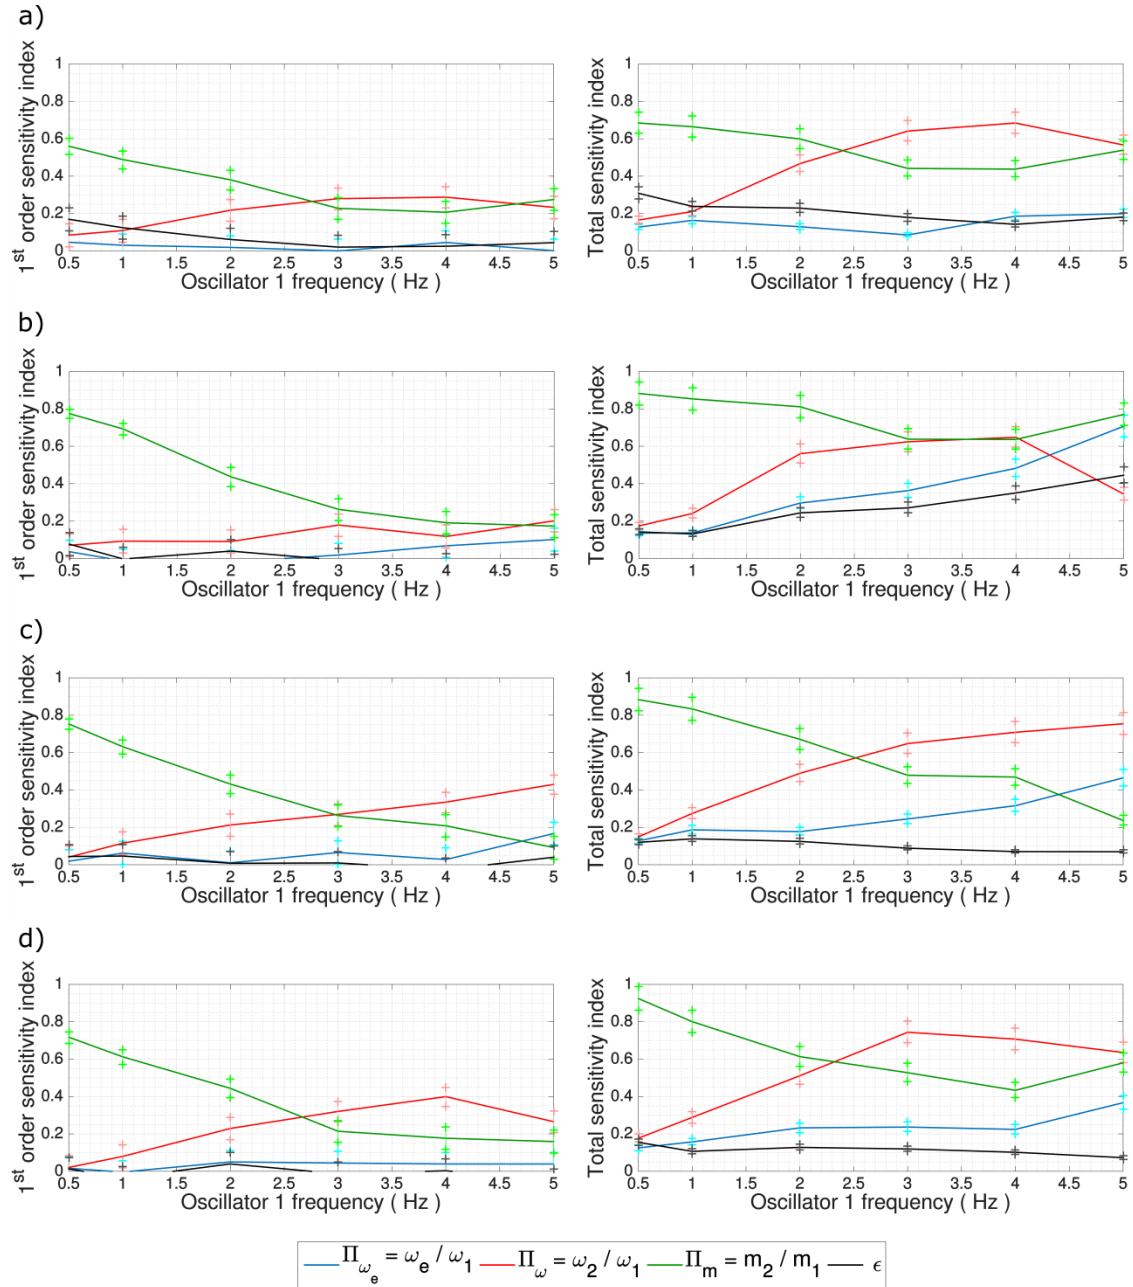 a)
1st order sensitivity index
1
0.8
0.6
0.4
0.2
0
0.5 1 1.5 2 2.5 3 3.5 4 4.5 5
Oscillator 1 frequency ( Hz )
Total sensitivity index
1
0.8
0.6
0.4
0.2
0
0.5 1 1.5 2 2.5 3 3.5 4 4.5 5
Oscillator 1 frequency ( Hz )
b)
1st order sensitivity index
1
0.8
0.6
0.4
0.2
0
0.5 1 1.5 2 2.5 3 3.5 4 4.5 5
Oscillator 1 frequency ( Hz )
Total sensitivity index
1
0.8
0.6
0.4
0.2
0
0.5 1 1.5 2 2.5 3 3.5 4 4.5 5
Oscillator 1 frequency ( Hz )
c)
1st order sensitivity index
1
0.8
0.6
0.4
0.2
0
0.5 1 1.5 2 2.5 3 3.5 4 4.5 5
Oscillator 1 frequency ( Hz )
Total sensitivity index
1
0.8
0.6
0.4
0.2
0
0.5 1 1.5 2 2.5 3 3.5 4 4.5 5
Oscillator 1 frequency ( Hz )
d)
1st order sensitivity index
1
0.8
0.6
0.4
0.2
0
0.5 1 1.5 2 2.5 3 3.5 4 4.5 5
Oscillator 1 frequency ( Hz )
Total sensitivity index
1
0.8
0.6
0.4
0.2
0
0.5 1 1.5 2 2.5 3 3.5 4 4.5 5
Oscillator 1 frequency ( Hz )
Π_ω_e = ω_e / ω_1 Π_ω = ω_2 / ω_1 Π_m = m_2 / m_1 ϵ